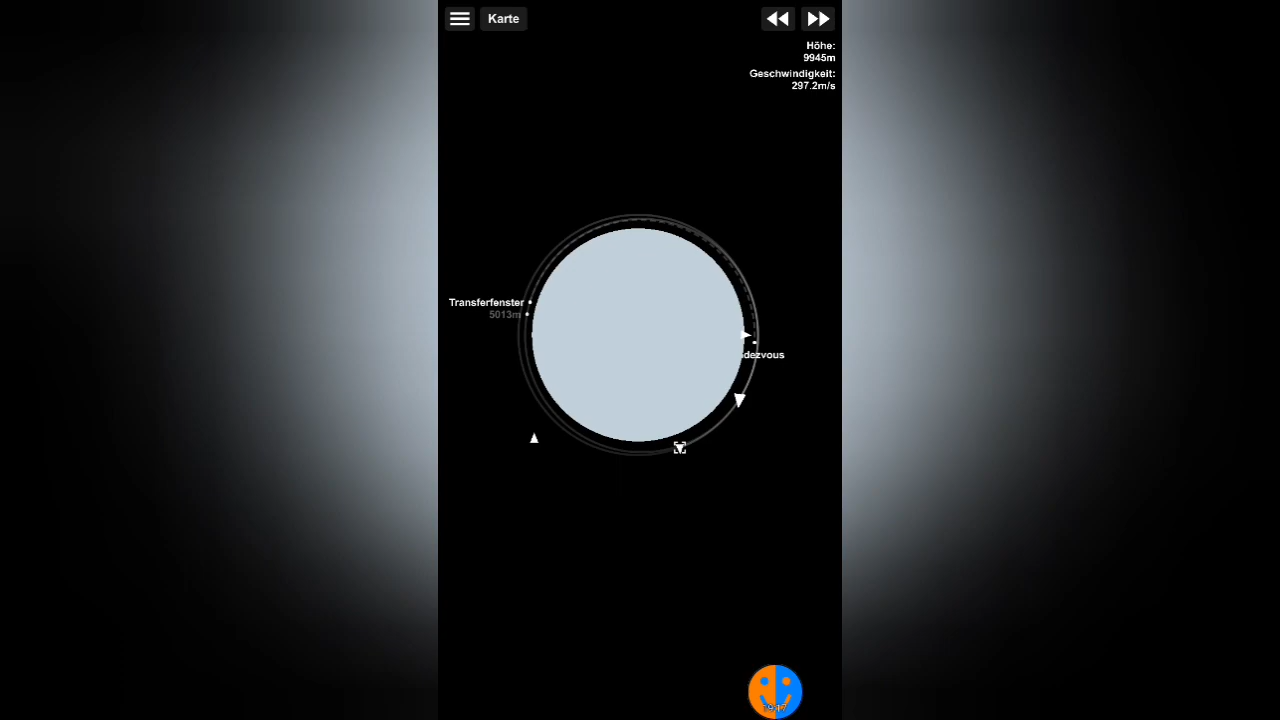 Karte
Höhe:
9945m
Geschwindigkeit:
297.2m/s
Transferfenster
5013m
dezvous